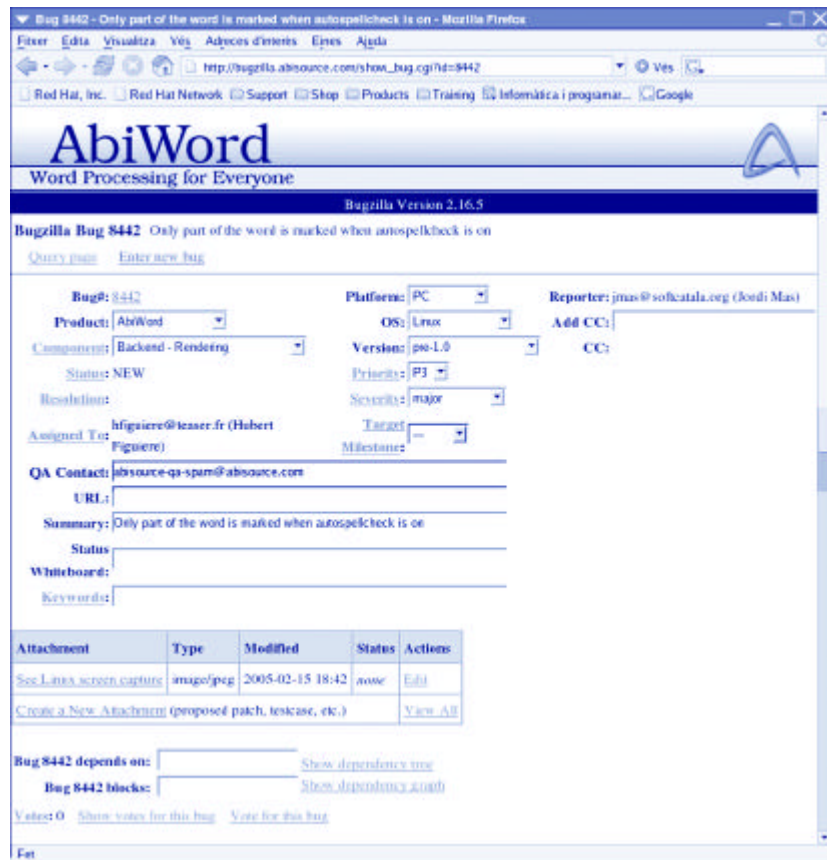 Bug 8442 - Only part of the word is marked when autospellcheck is on - Mozilla Firefox
Fitxer Edita Visualitza Vés Adreces d'interès Eines Ajuda
http://bugzilla.abisource.com/show_bug.cgi?id=8442 Vés
Red Hat, Inc. Red Hat Network Support Shop Products Training Informàtica i programar... Google
AbiWord
Word Processing for Everyone
Bugzilla Version 2.16.5
Bugzilla Bug 8442 Only part of the word is marked when autospellcheck is on
Query page Enter new bug
Bug#: 8442 Platform: PC Reporter: jmas@softcatala.org (Jordi Mas)
Product: AbiWord OS: Linux Add CC:
Component: Backend - Rendering Version: pre-1.0 CC:
Status: NEW Priority: P3
Resolution: Severity: major
Assigned To: hfiguiere@teaser.fr (Hubert Figuiere) Target Milestone: ---
QA Contact: abisource-qa-spam@abisource.com
URL:
Summary: Only part of the word is marked when autospellcheck is on
Status Whiteboard:
Keywords:
Attachment Type Modified Status Actions
See Linux screen capture image/jpeg 2005-02-15 18:42 none Edit
Create a New Attachment (proposed patch, testcase, etc.) View All
Bug 8442 depends on: Show dependency tree
Bug 8442 blocks: Show dependency graph
Votes: 0 Show votes for this bug Vote for this bug
Fet